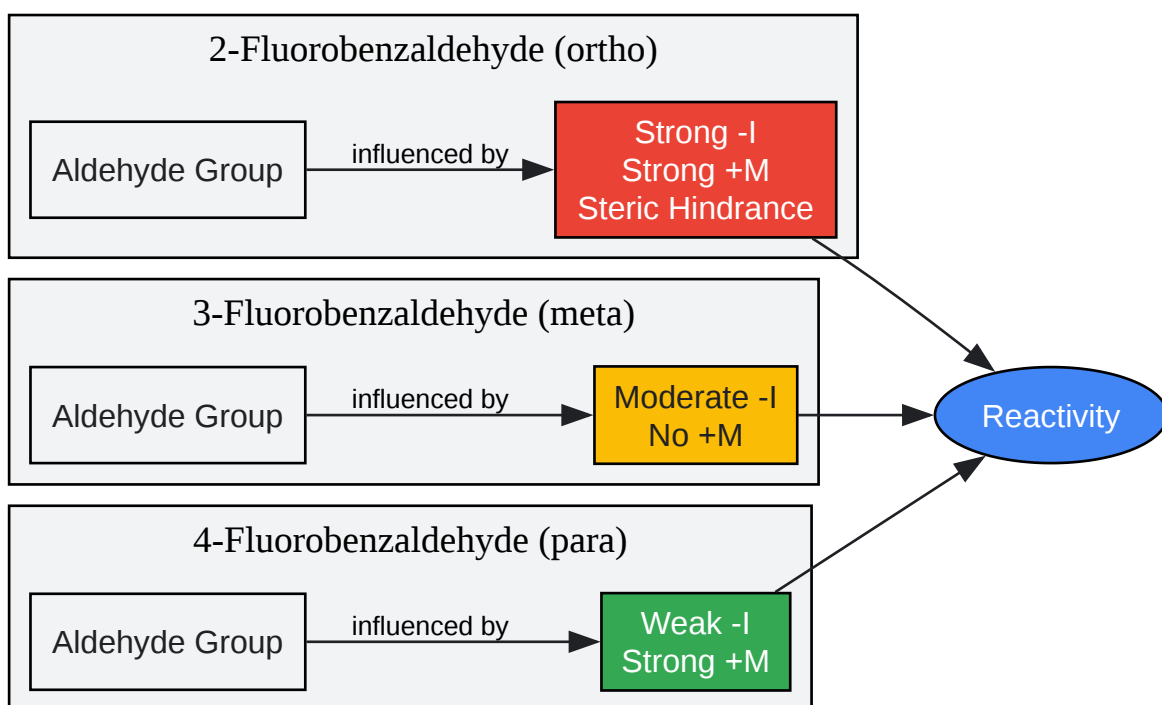 2-Fluorobenzaldehyde (ortho)
Aldehyde Group
influenced by
Strong -I
Strong +M
Steric Hindrance
3-Fluorobenzaldehyde (meta)
Aldehyde Group
influenced by
Moderate -I
No +M
Reactivity
4-Fluorobenzaldehyde (para)
Aldehyde Group
influenced by
Weak -I
Strong +M